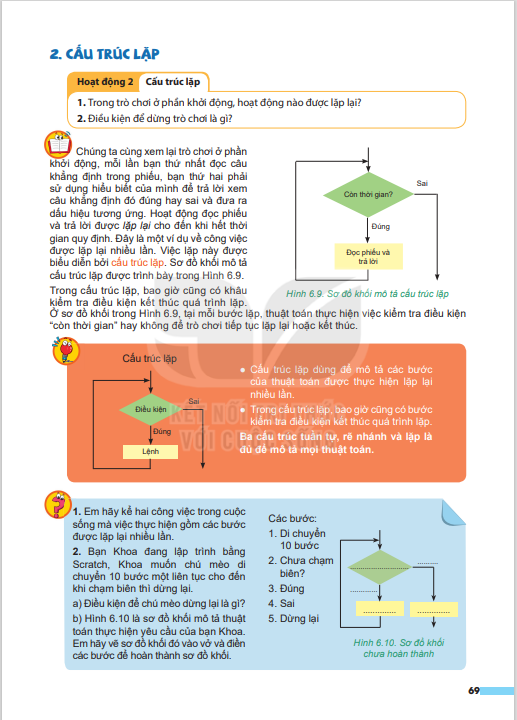 2. CẤU TRÚC LẶP
Hoạt động 2 Cấu trúc lặp
1. Trong trò chơi ở phần khởi động, hoạt động nào được lặp lại?
2. Điều kiện để dừng trò chơi là gì?
Chúng ta cùng xem lại trò chơi ở phần
khởi động, mỗi lần bạn thứ nhất đọc câu
khẳng định trong phiếu, bạn thứ hai phải
sử dụng hiểu biết của mình để trả lời xem
câu khẳng định đó đúng hay sai và đưa ra
dấu hiệu tương ứng. Hoạt động đọc phiếu
và trả lời được lặp lại cho đến khi hết thời
gian quy định. Đây là một ví dụ về công việc
được lặp lại nhiều lần. Việc lặp lại được
biểu diễn bởi cấu trúc lặp. Sơ đồ khối mô tả
cấu trúc lặp được trình bày trong Hình 6.9.
Còn thời gian?
Sai
Đúng
Đọc phiếu và
trả lời
Hình 6.9. Sơ đồ khối mô tả cấu trúc lặp
Trong cấu trúc lặp, bao giờ cũng có khâu
kiểm tra điều kiện kết thúc quá trình lặp.
Ở sơ đồ khối trong Hình 6.9, tại mỗi bước lặp, thuật toán thực hiện việc kiểm tra điều kiện
“còn thời gian” hay không để trò chơi tiếp tục lặp lại hoặc kết thúc.
Cấu trúc lặp
Điều kiện
Sai
Đúng
Lệnh
● Cấu trúc lặp dùng để mô tả các bước
của thuật toán được thực hiện lặp lại
nhiều lần.
● Trong cấu trúc lặp, bao giờ cũng có bước
kiểm tra điều kiện kết thúc quá trình lặp.
Ba cấu trúc tuần tự, rẽ nhánh và lặp là
đủ để mô tả mọi thuật toán.
KẾT NỐI TRI THỨC
VỚI CUỘC SỐNG
1. Em hãy kể hai công việc trong cuộc
sống mà việc thực hiện gồm các bước
được lặp lại nhiều lần.
2. Bạn Khoa đang lập trình bằng
Scratch, Khoa muốn chú mèo di
chuyển 10 bước một liên tục cho đến
khi chạm biên thì dừng lại.
a) Điều kiện để chú mèo dừng lại là gì?
b) Hình 6.10 là sơ đồ khối mô tả thuật
toán thực hiện yêu cầu của bạn Khoa.
Em hãy vẽ sơ đồ khối đó vào vở và điền
các bước để hoàn thành sơ đồ khối.
Các bước:
1. Di chuyển
10 bước
2. Chưa chạm
biên?
3. Đúng
4. Sai
5. Dừng lại
Hình 6.10. Sơ đồ khối
chưa hoàn thành
69